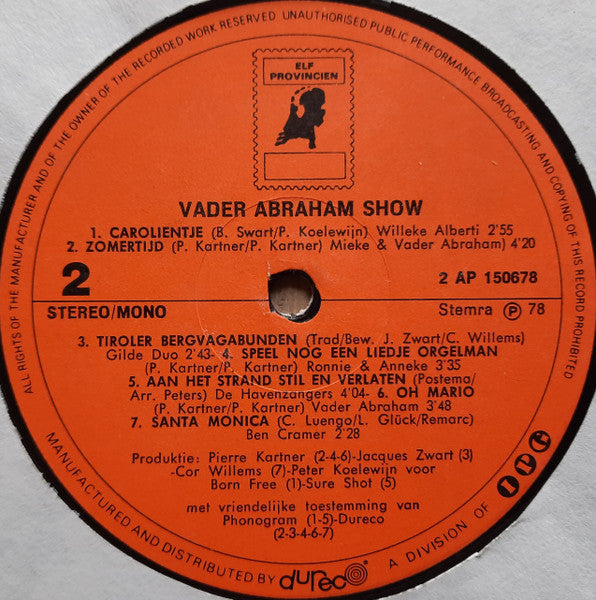 ALL RIGHTS OF THE MANUFACTURER AND OF THE OWNER OF THE RECORDED WORK RESERVED UNAUTHORISED PUBLIC PERFORMANCE BROADCASTING AND COPYING OF THIS RECORD PROHIBITED
ELF
PROVINCIEN
VADER ABRAHAM SHOW
1. CAROLIENTJE (B. Swart/P. Koelewijn) Willeke Alberti 2'55
2. ZOMERTIJD (P. Kartner/P. Kartner) Mieke & Vader Abraham) 4'20
2
2 AP 150678
STEREO/MONO
Stemra Ⓟ 78
3. TIROLER BERGVAGABUNDEN (Trad/Bew. J. Zwart/C. Willems)
Gilde Duo 2'43- 4. SPEEL NOG EEN LIEDJE ORGELMAN
(P. Kartner/P. Kartner) Ronnie & Anneke 3'35
5. AAN HET STRAND STIL EN VERLATEN (Postema/
Arr. Peters) De Havenzangers 4'04- 6. OH MARIO
(P. Kartner/P. Kartner) Vader Abraham 3'48
7. SANTA MONICA (C. Luengo/L. Glück/Remarc)
Ben Cramer 2'28
Produktie: Pierre Kartner (2-4-6)-Jacques Zwart (3)
-Cor Willems (7)-Peter Koelewijn voor
Born Free (1)-Sure Shot (5)
met vriendelijke toestemming van
Phonogram (1-5)-Dureco
(2-3-4-6-7)
MANUFACTURED AND DISTRIBUTED BY dureco A DIVISION OF IPG